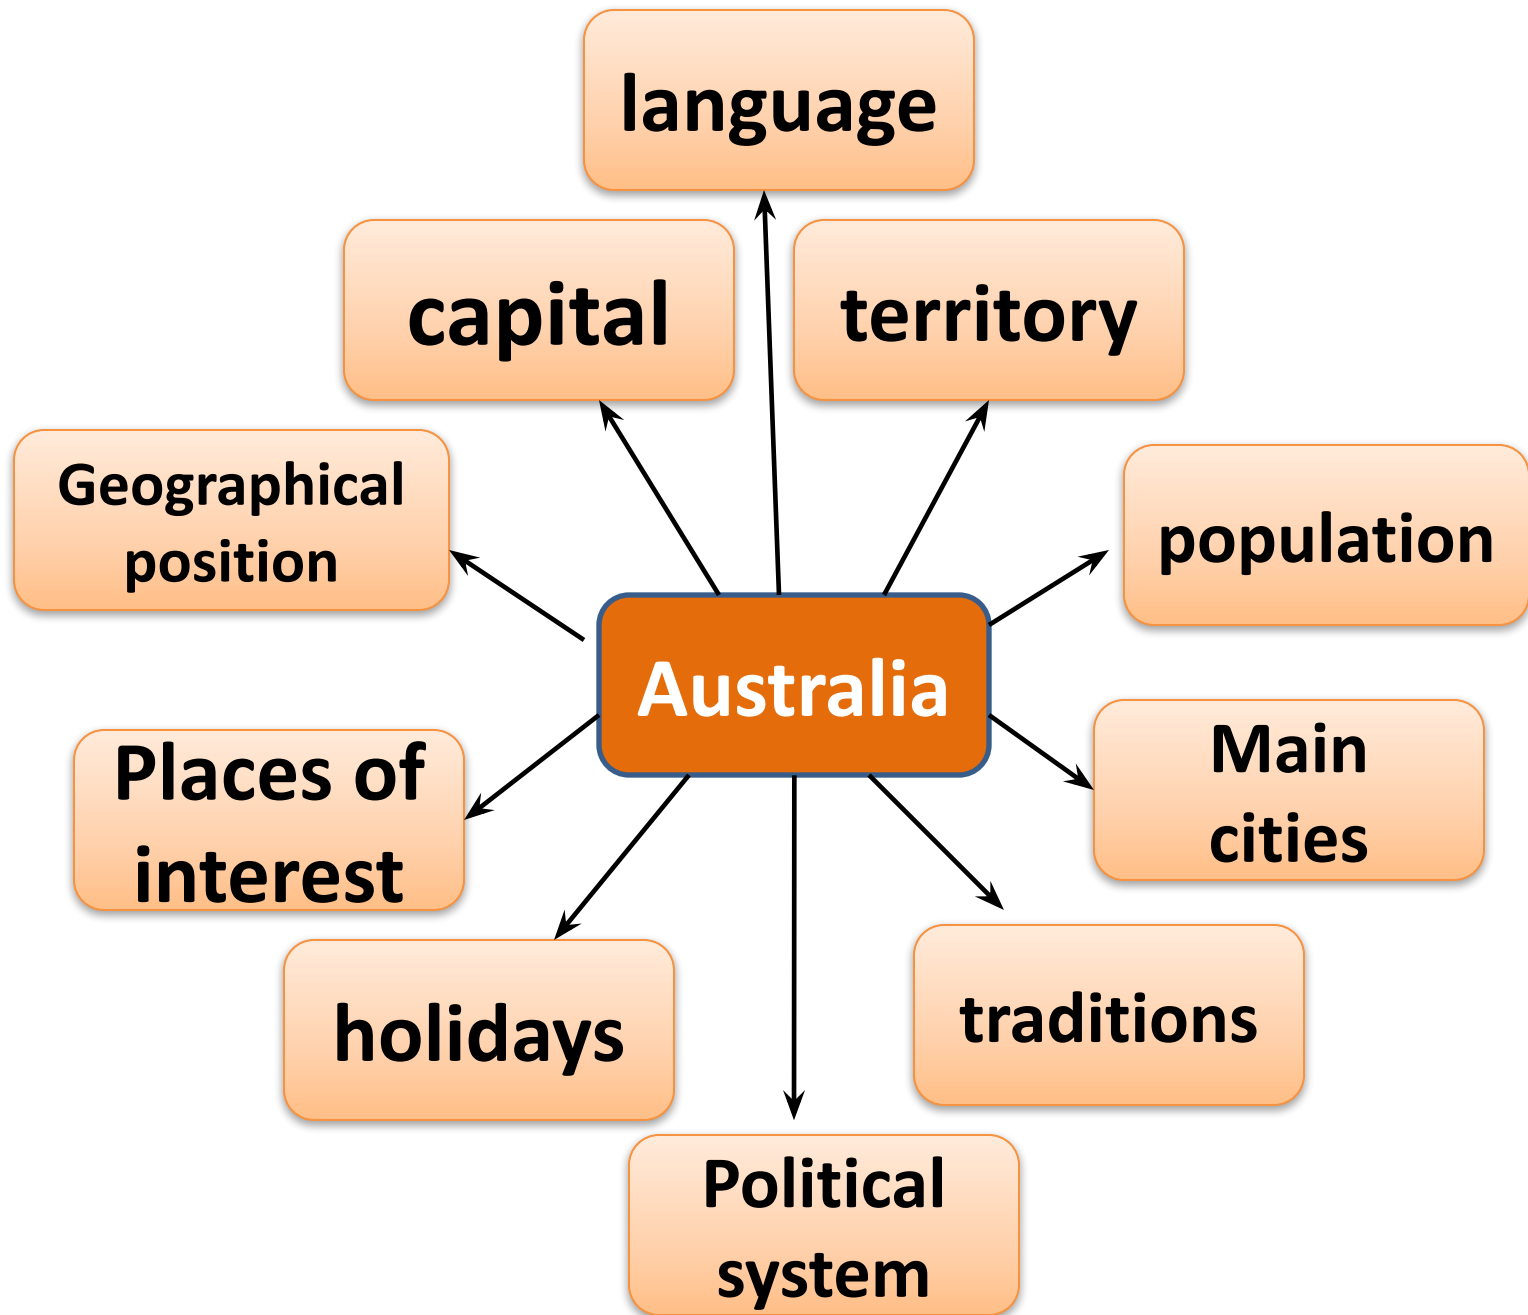 language
capital
territory
Geographical
position
population
Australia
Places of
interest
Main
cities
holidays
traditions
Political
system